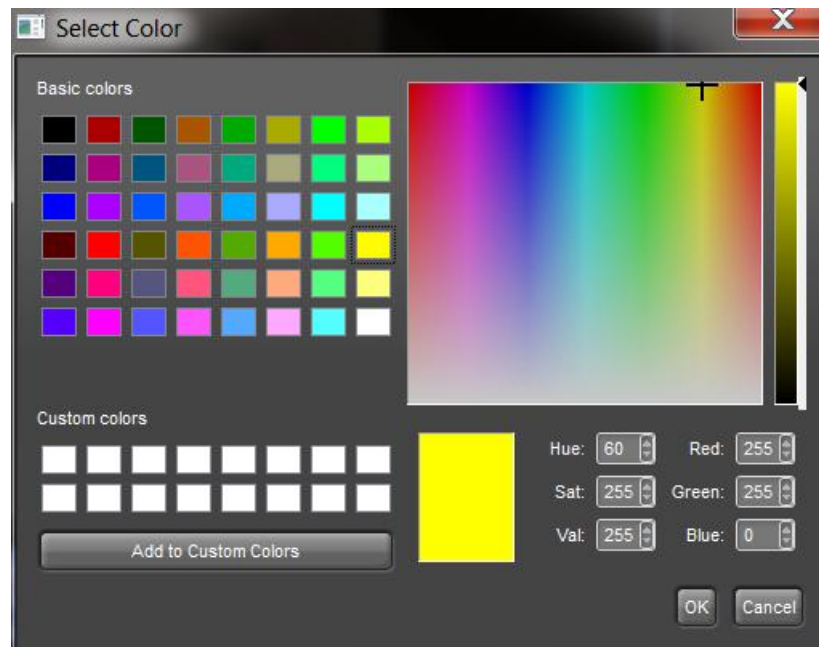 Select Color
Basic colors
Custom colors
Add to Custom Colors
Hue: 60 Red: 255
Sat: 255 Green: 255
Val: 255 Blue: 0
OK Cancel